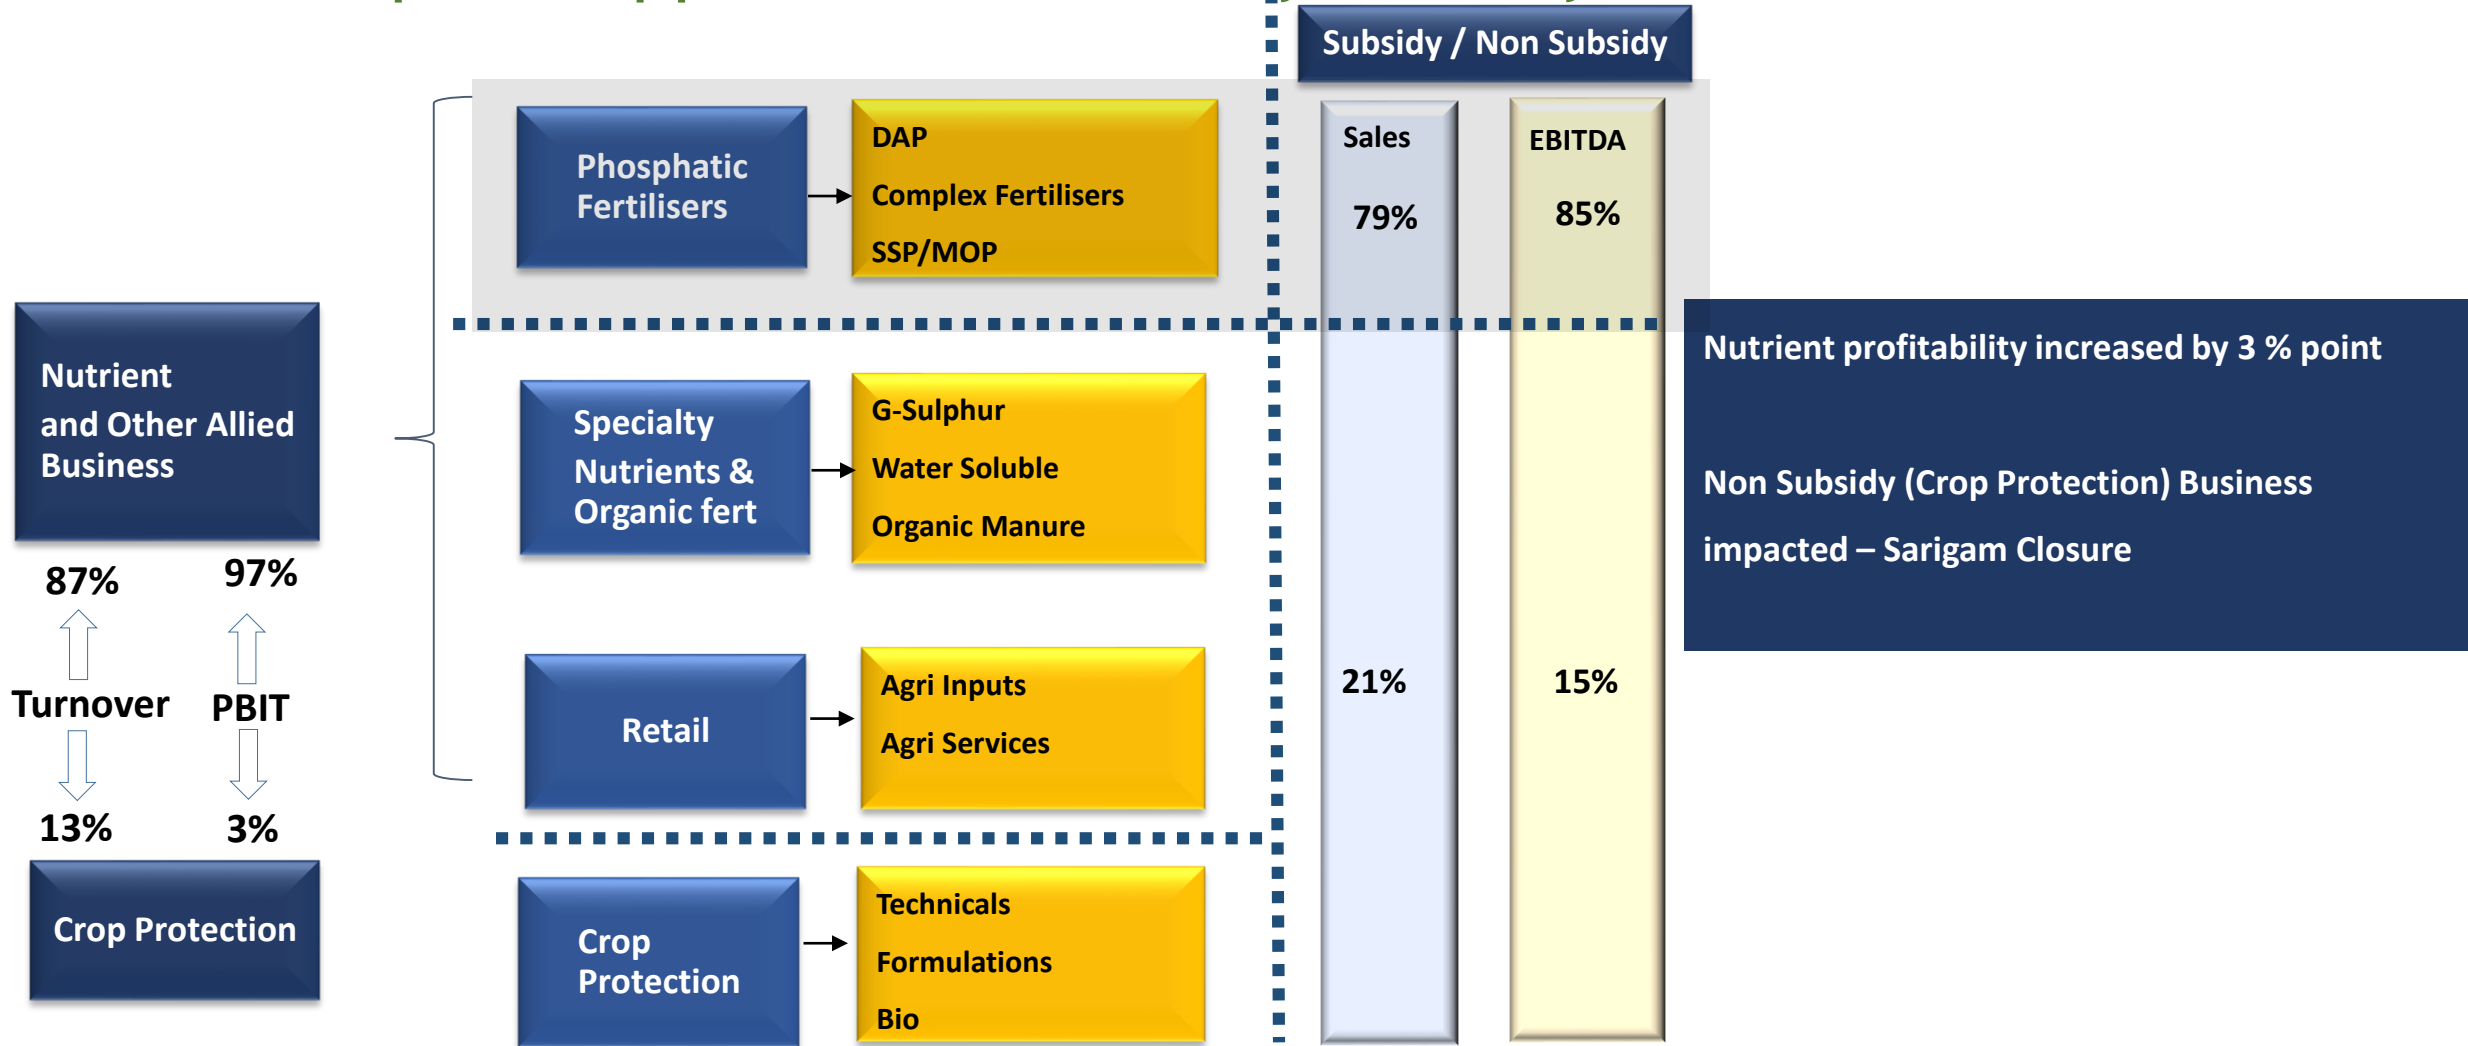 Subsidy / Non Subsidy
Phosphatic
Fertilisers
DAP
Complex Fertilisers
SSP/MOP
Sales
79%
EBITDA
85%
Nutrient
and Other Allied
Business
87%
97%
Turnover
PBIT
13%
3%
Crop Protection
Specialty
Nutrients &
Organic fert
G-Sulphur
Water Soluble
Organic Manure
Retail
Agri Inputs
Agri Services
Crop
Protection
Technicals
Formulations
Bio
21%
15%
Nutrient profitability increased by 3 % point
Non Subsidy (Crop Protection) Business
impacted – Sarigam Closure